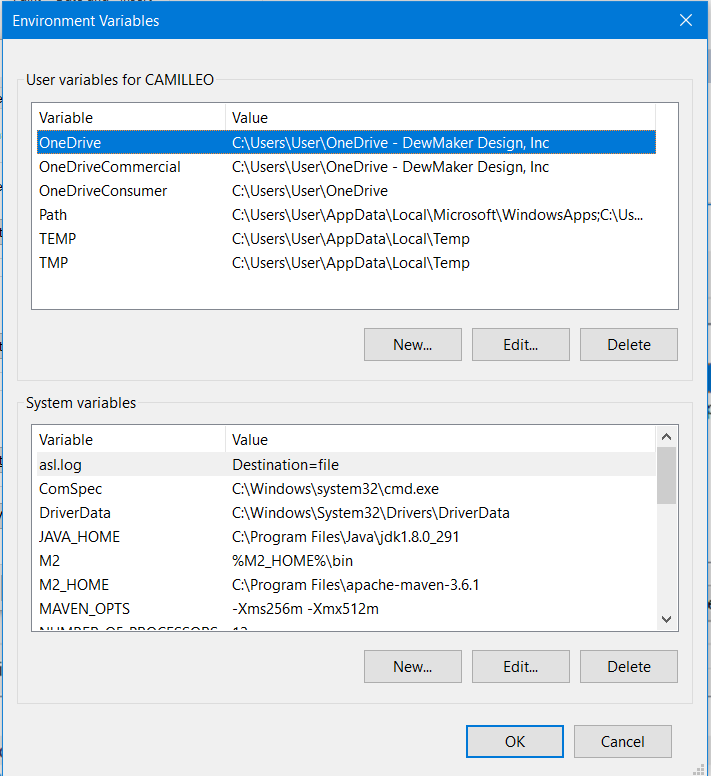 Environment Variables
User variables for CAMILLEO
Variable Value
OneDrive C:\Users\User\OneDrive - DewMaker Design, Inc
OneDriveCommercial C:\Users\User\OneDrive - DewMaker Design, Inc
OneDriveConsumer C:\Users\User\OneDrive
Path C:\Users\User\AppData\Local\Microsoft\WindowsApps;C:\Us...
TEMP C:\Users\User\AppData\Local\Temp
TMP C:\Users\User\AppData\Local\Temp
New... Edit... Delete
System variables
Variable Value
asl.log Destination=file
ComSpec C:\Windows\system32\cmd.exe
DriverData C:\Windows\System32\Drivers\DriverData
JAVA_HOME C:\Program Files\Java\jdk1.8.0_291
M2 %M2_HOME%\bin
M2_HOME C:\Program Files\apache-maven-3.6.1
MAVEN_OPTS -Xms256m -Xmx512m
NUMBER_OF_PROCESSORS 12
New... Edit... Delete
OK Cancel